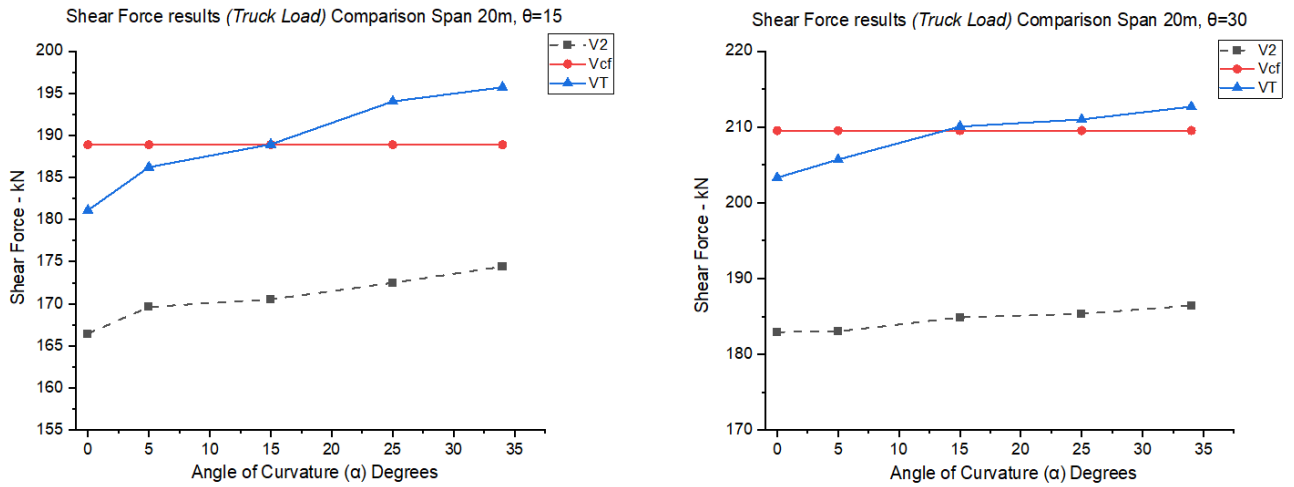 Shear Force results (Truck Load) Comparison Span 20m, θ=15
V2
Vcf
VT
200
195
190
185
180
175
170
165
160
155
Shear Force - kN
0 5 10 15 20 25 30 35
Angle of Curvature (α) Degrees
Shear Force results (Truck Load) Comparison Span 20m, θ=30
V2
Vcf
VT
220
210
200
190
180
170
Shear Force - kN
0 5 10 15 20 25 30 35
Angle of Curvature (α) Degrees